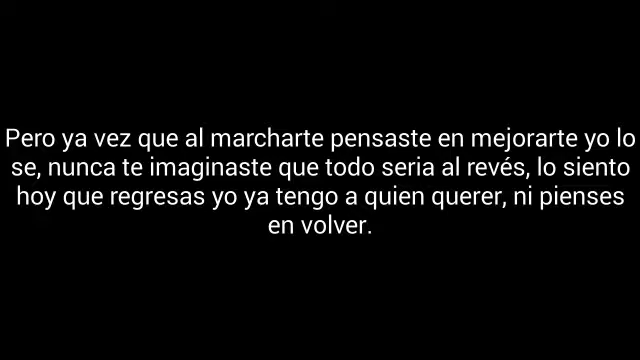 Pero ya vez que al marcharte pensaste en mejorarte yo lo
se, nunca te imaginaste que todo seria al revés, lo siento
hoy que regresas yo ya tengo a quien querer, ni pienses
en volver.